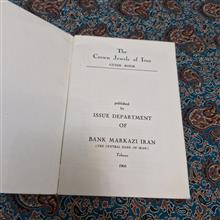 The
Crown Jewels of Iran
GUIDE BOOK
published
by
ISSUE DEPARTMENT
OF
BANK MARKAZI IRAN
(THE CENTRAL BANK OF IRAN)
Tehran